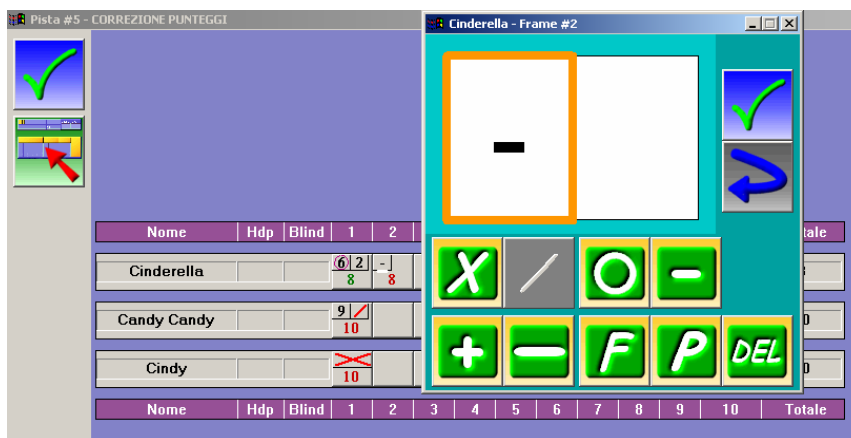 Pista #5 - CORREZIONE PUNTEGGI
Cinderella - Frame #2
-
X / O -
+ - F P DEL
Nome Hdp Blind 1 2 tale
Cinderella 6 2 -
8 8
Candy Candy 9 /
10 0
Cindy X
10 0
Nome Hdp Blind 1 2 3 4 5 6 7 8 9 10 Totale